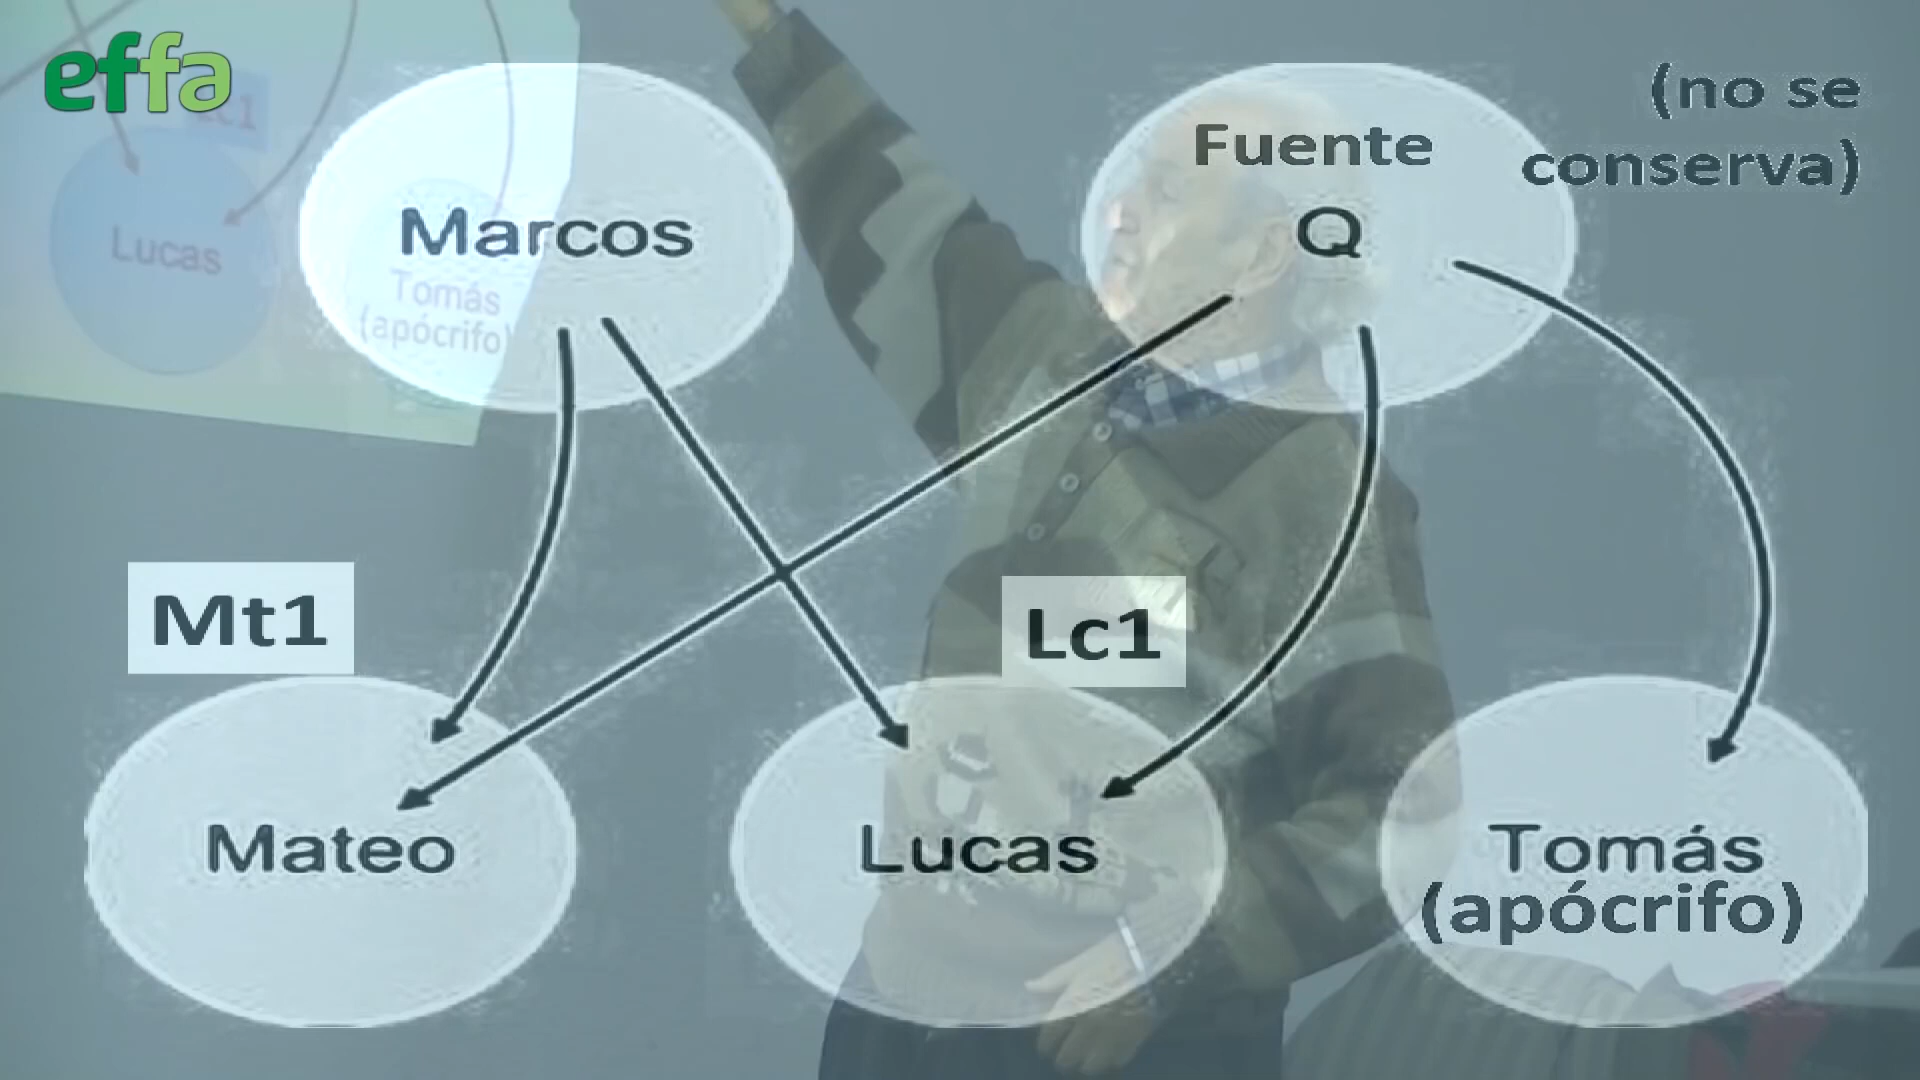 effa
(no se
conserva)
Fuente
Q
Marcos
Lucas
Tomás
(apócrifo)
Mt1
Lc1
Mateo
Lucas
Tomás
(apócrifo)